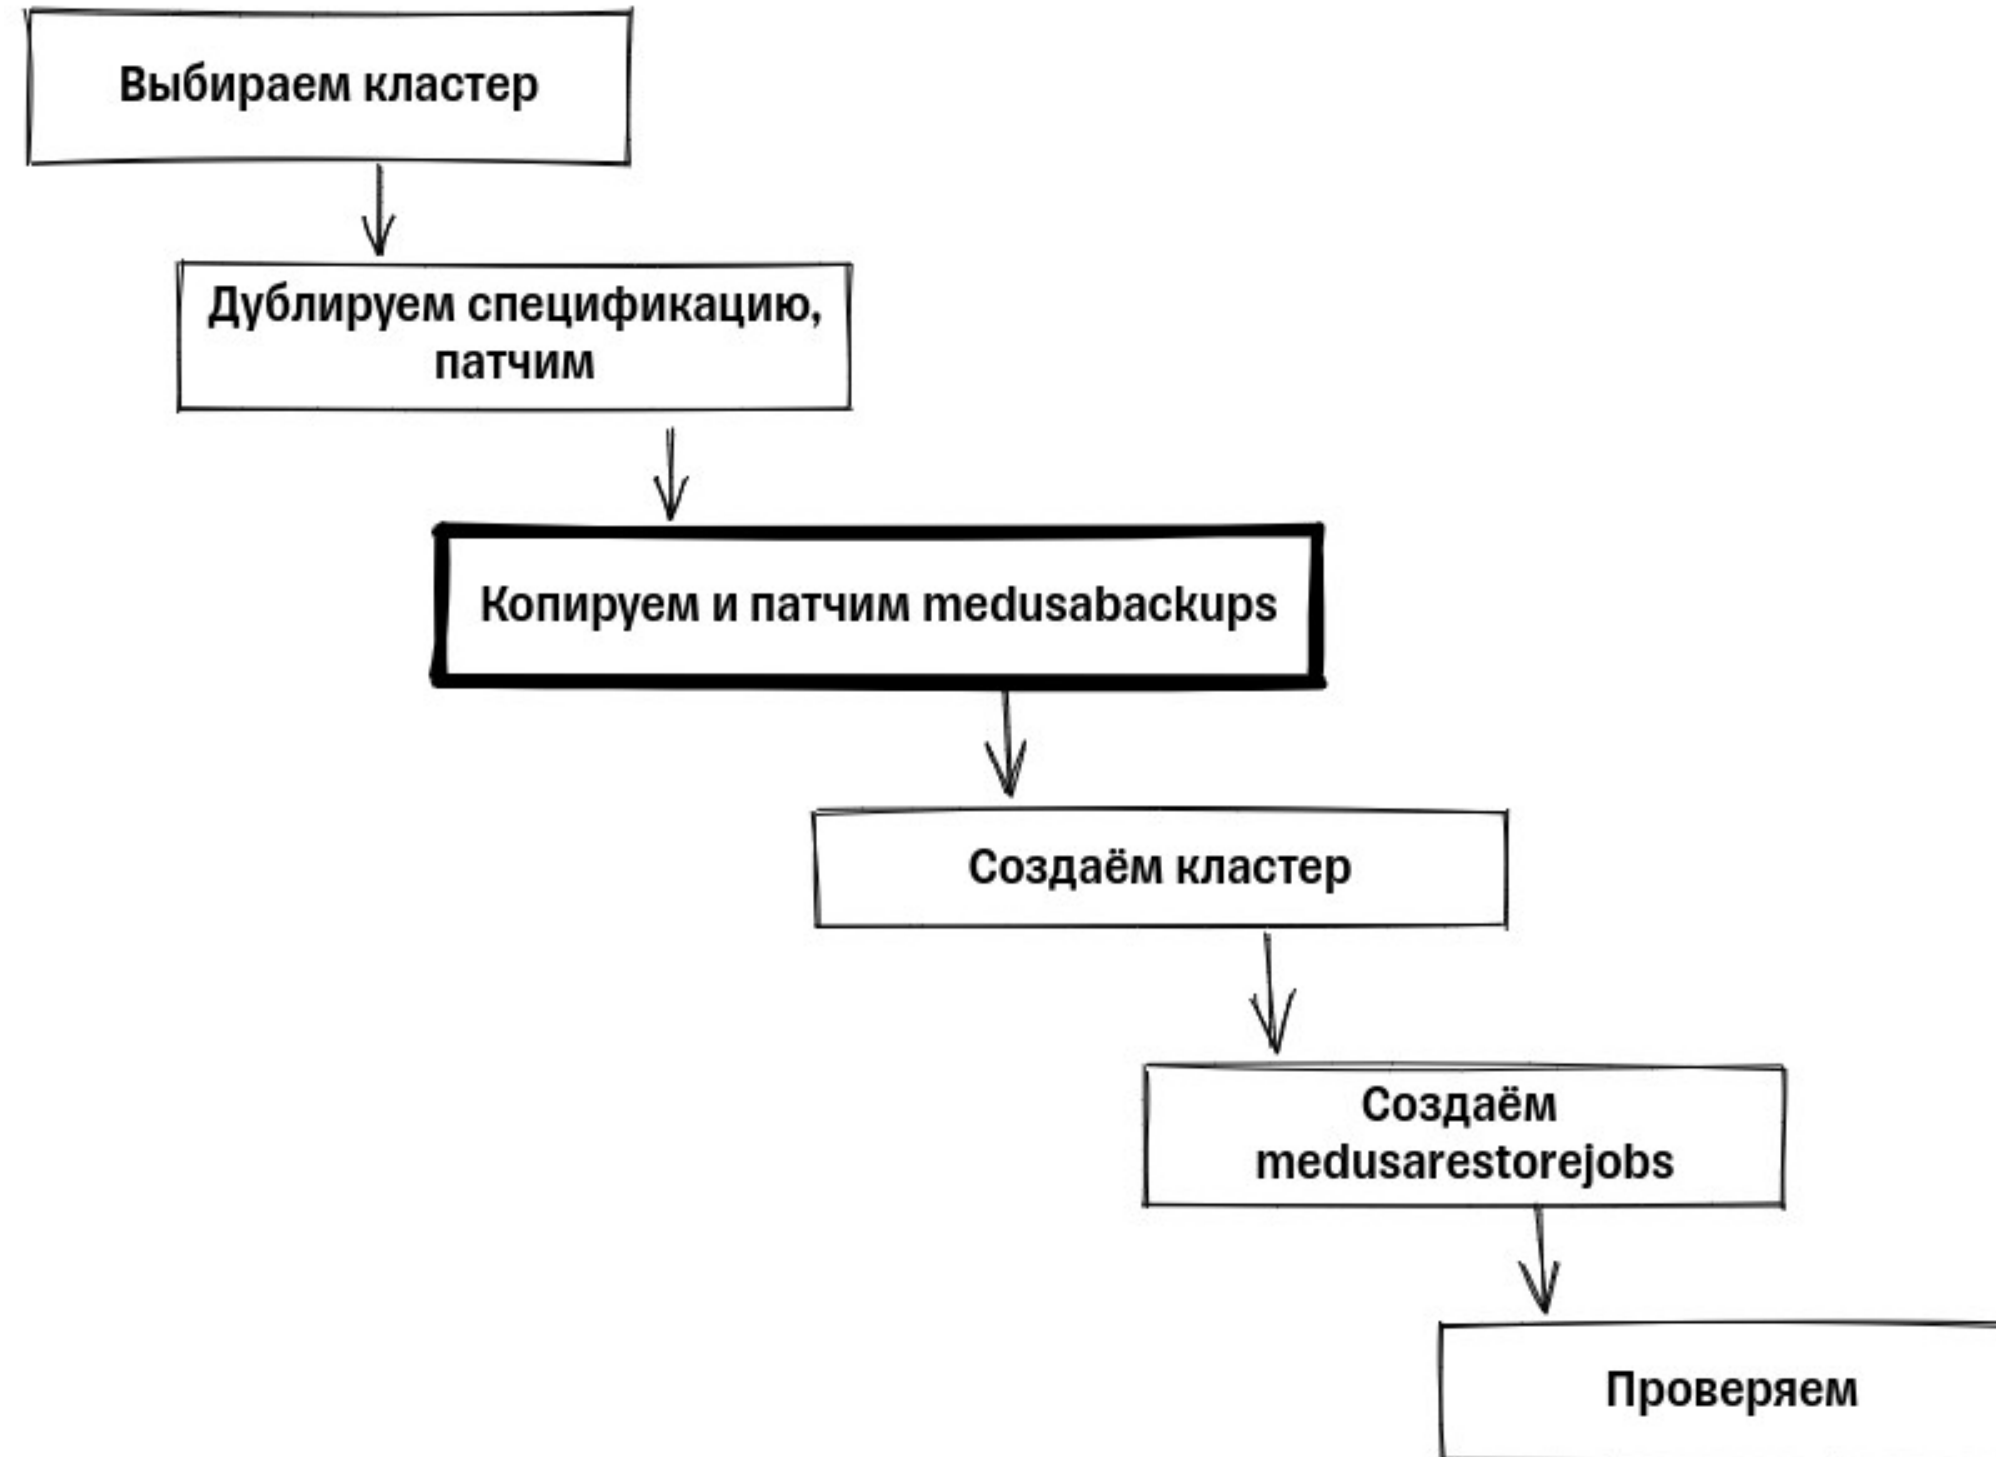 Выбираем кластер
Дублируем спецификацию,
патчим
Копируем и патчим medusabackups
Создаём кластер
Создаём
medusarestorejobs
Проверяем